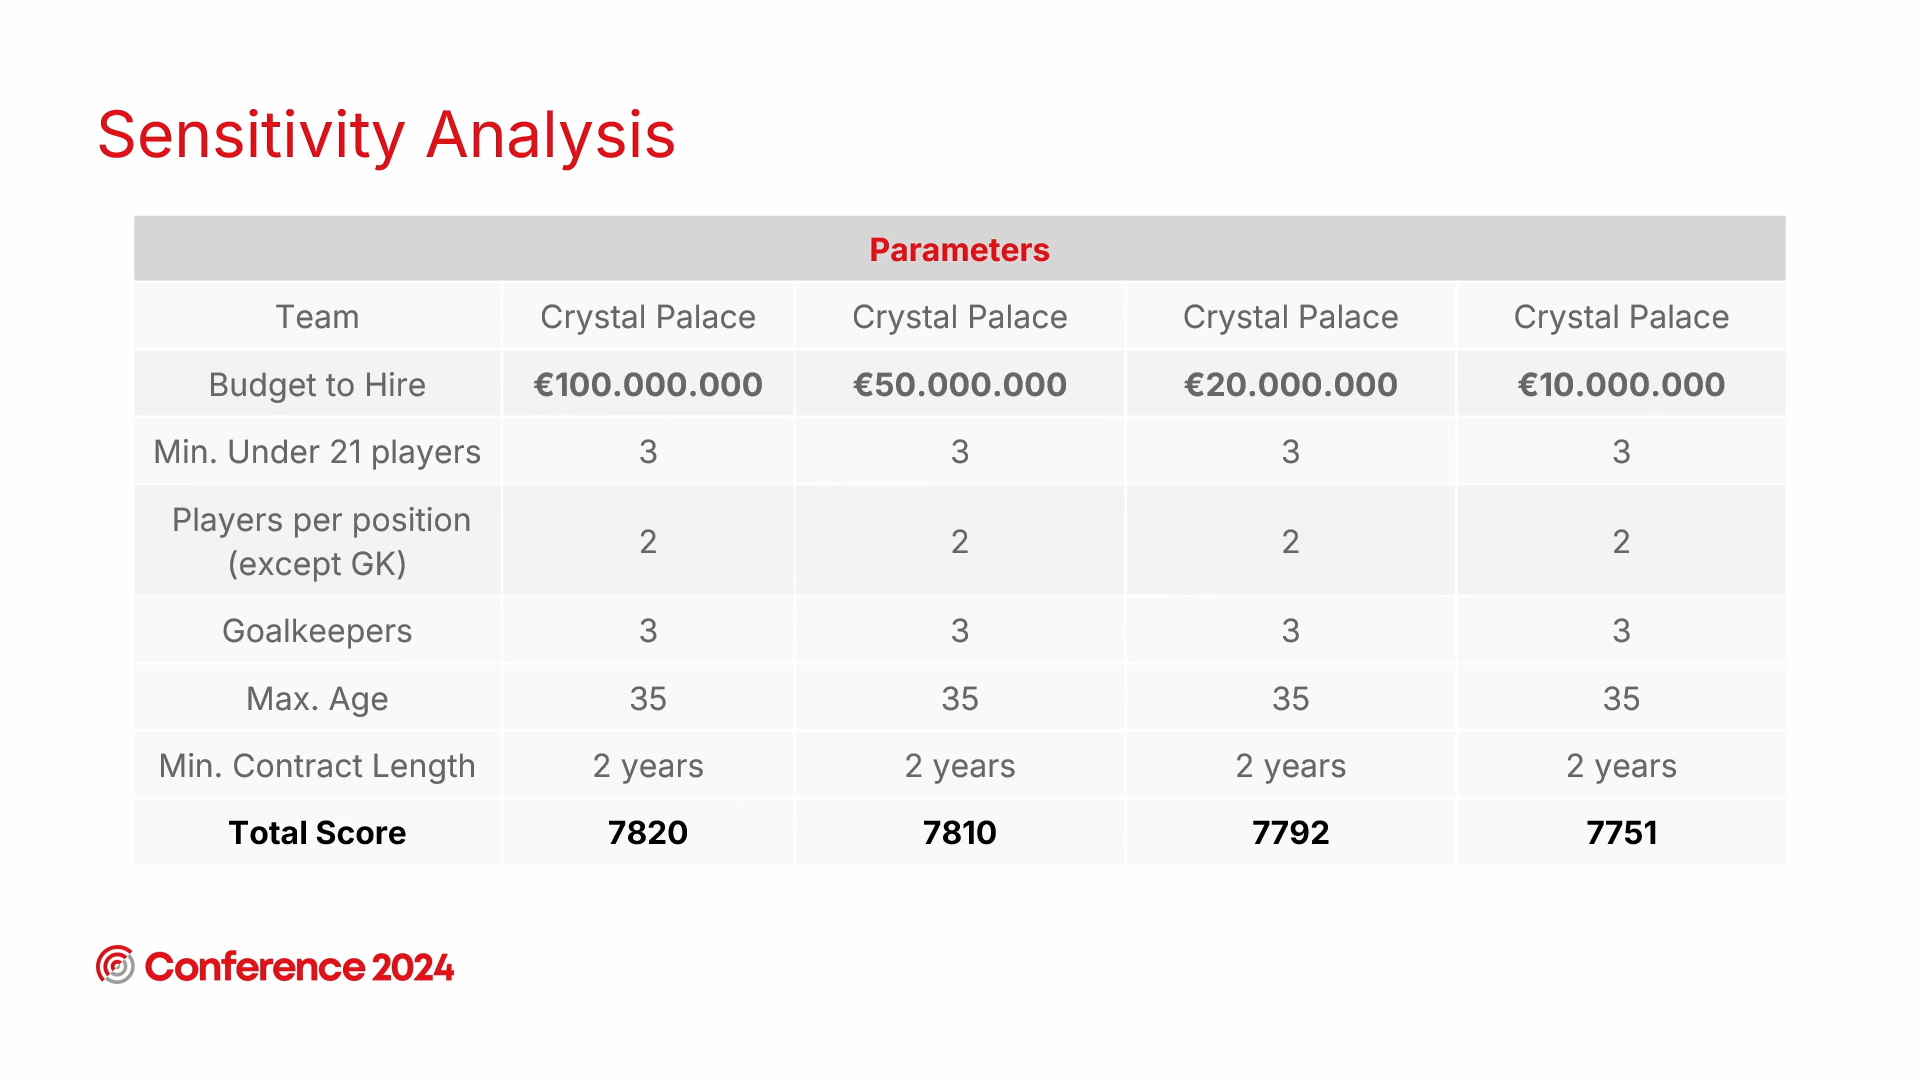 Sensitivity Analysis
Parameters
Team Crystal Palace Crystal Palace Crystal Palace Crystal Palace
Budget to Hire €100.000.000 €50.000.000 €20.000.000 €10.000.000
Min. Under 21 players 3 3 3 3
Players per position
(except GK) 2 2 2 2
Goalkeepers 3 3 3 3
Max. Age 35 35 35 35
Min. Contract Length 2 years 2 years 2 years 2 years
Total Score 7820 7810 7792 7751
Conference 2024